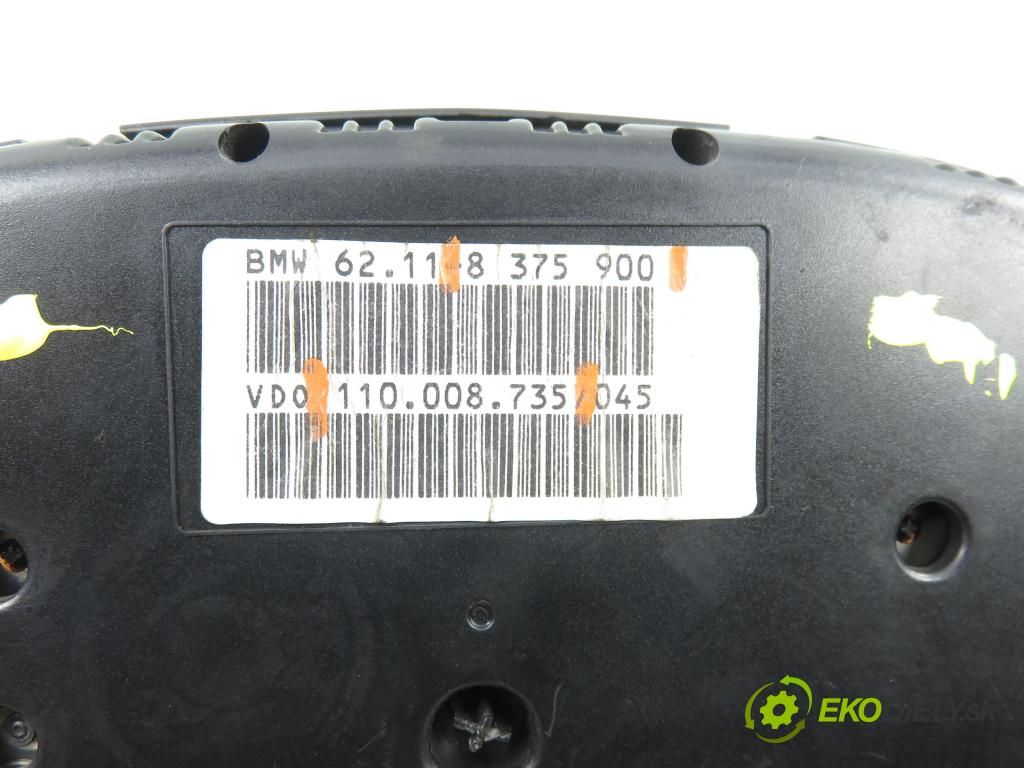 BMW 62.11-8 375 900
VDO 110.008.735/045
EKODIELY.sk